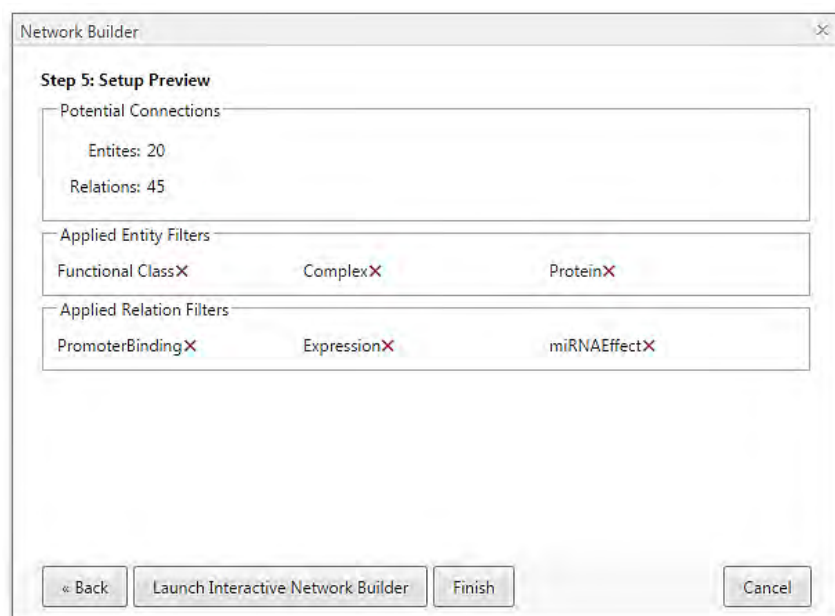 Network Builder
Step 5: Setup Preview
Potential Connections
Entites: 20
Relations: 45
Applied Entity Filters
Functional Class✕ Complex✕ Protein✕
Applied Relation Filters
PromoterBinding✕ Expression✕ miRNAEffect✕
« Back Launch Interactive Network Builder Finish Cancel